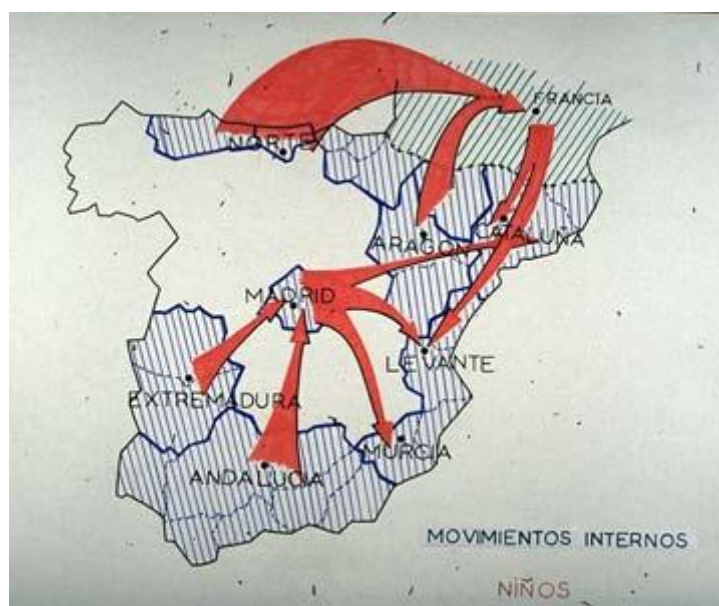 FRANCIA
NORTE
CATALUÑA
ARAGON
MADRID
LEVANTE
EXTREMADURA
MURCIA
ANDALUCIA
MOVIMIENTOS INTERNOS
NIÑOS